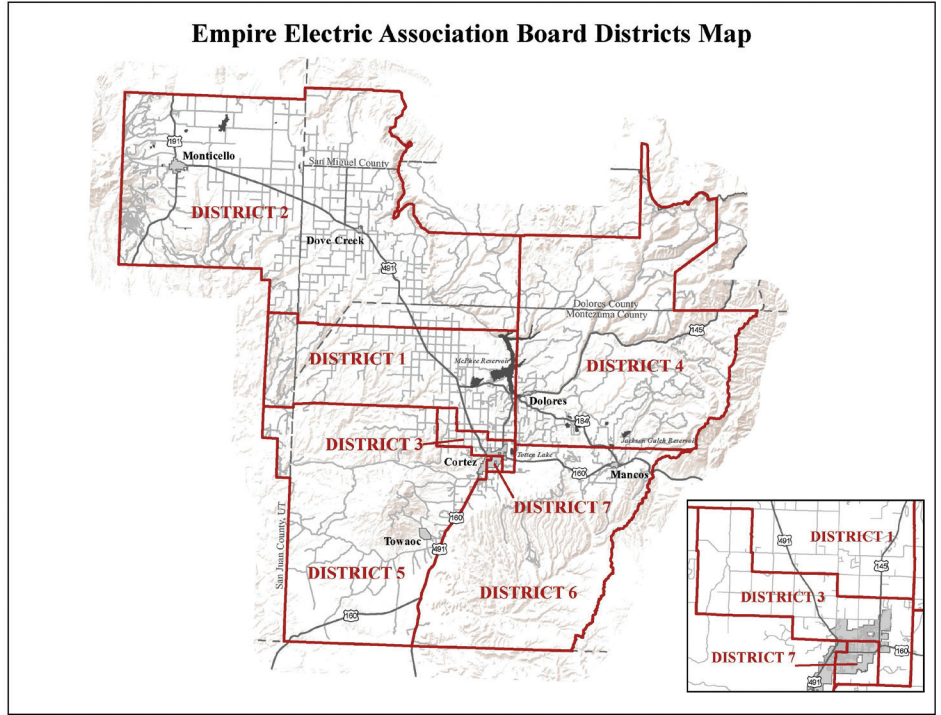 Empire Electric Association Board Districts Map
191
Monticello
San Miguel County
DISTRICT 2
Dove Creek
491
Dolores County
Montezuma County
145
DISTRICT 1
McPhee Reservoir
DISTRICT 4
Dolores
184
DISTRICT 3
Jackson Gulch Reservoir
Cortez
Totten Lake
160
Mancos
DISTRICT 7
160
Towaoc
491
San Juan County, UT
DISTRICT 5
DISTRICT 6
160
491
DISTRICT 1
145
DISTRICT 3
160
DISTRICT 7
491